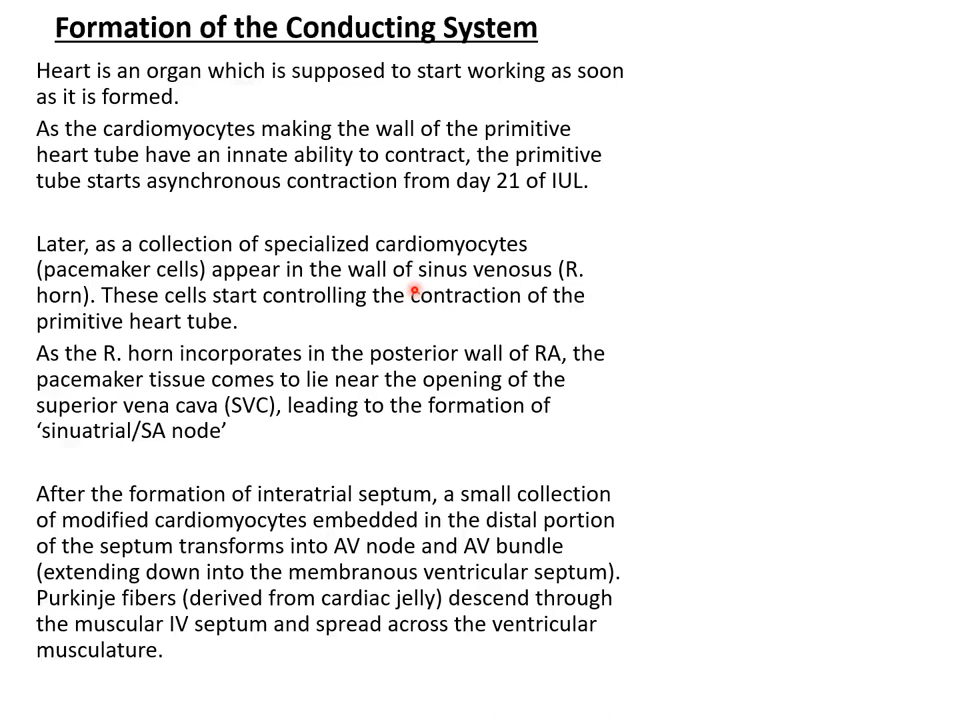 Formation of the Conducting System
Heart is an organ which is supposed to start working as soon
as it is formed.
As the cardiomyocytes making the wall of the primitive
heart tube have an innate ability to contract, the primitive
tube starts asynchronous contraction from day 21 of IUL.
Later, as a collection of specialized cardiomyocytes
(pacemaker cells) appear in the wall of sinus venosus (R.
horn). These cells start controlling the contraction of the
primitive heart tube.
As the R. horn incorporates in the posterior wall of RA, the
pacemaker tissue comes to lie near the opening of the
superior vena cava (SVC), leading to the formation of
‘sinuatrial/SA node’
After the formation of interatrial septum, a small collection
of modified cardiomyocytes embedded in the distal portion
of the septum transforms into AV node and AV bundle
(extending down into the membranous ventricular septum).
Purkinje fibers (derived from cardiac jelly) descend through
the muscular IV septum and spread across the ventricular
musculature.